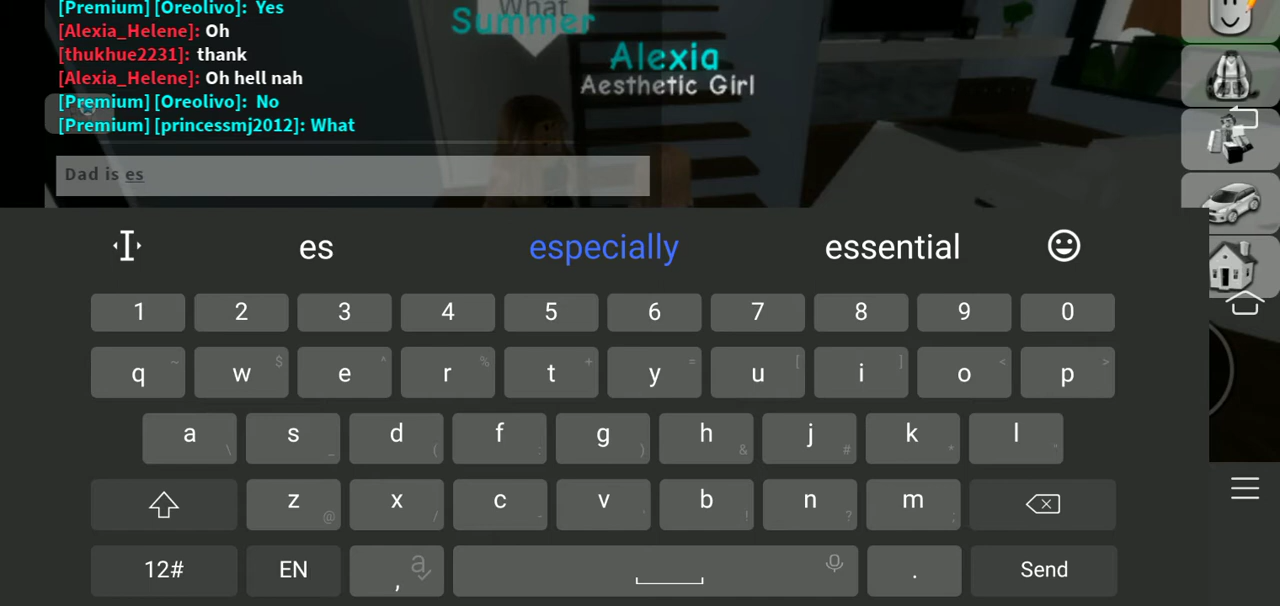 [Premium] [Oreolivo]: Yes
[Alexia_Helene]: Oh
[thukhue2231]: thank
[Alexia_Helene]: Oh hell nah
[Premium] [Oreolivo]: No
[Premium] [princessmj2012]: What
What
Summer
Alexia
Aesthetic Girl
Dad is es
es especially essential
1 2 3 4 5 6 7 8 9 0
q ~ w $ e ^ r % t + y = u [ i ] o < p >
a \ s _ d ( f : g ) h & j # k * l "
z @ x / c - v ' b ! n ? m ;
12# EN , a . Send